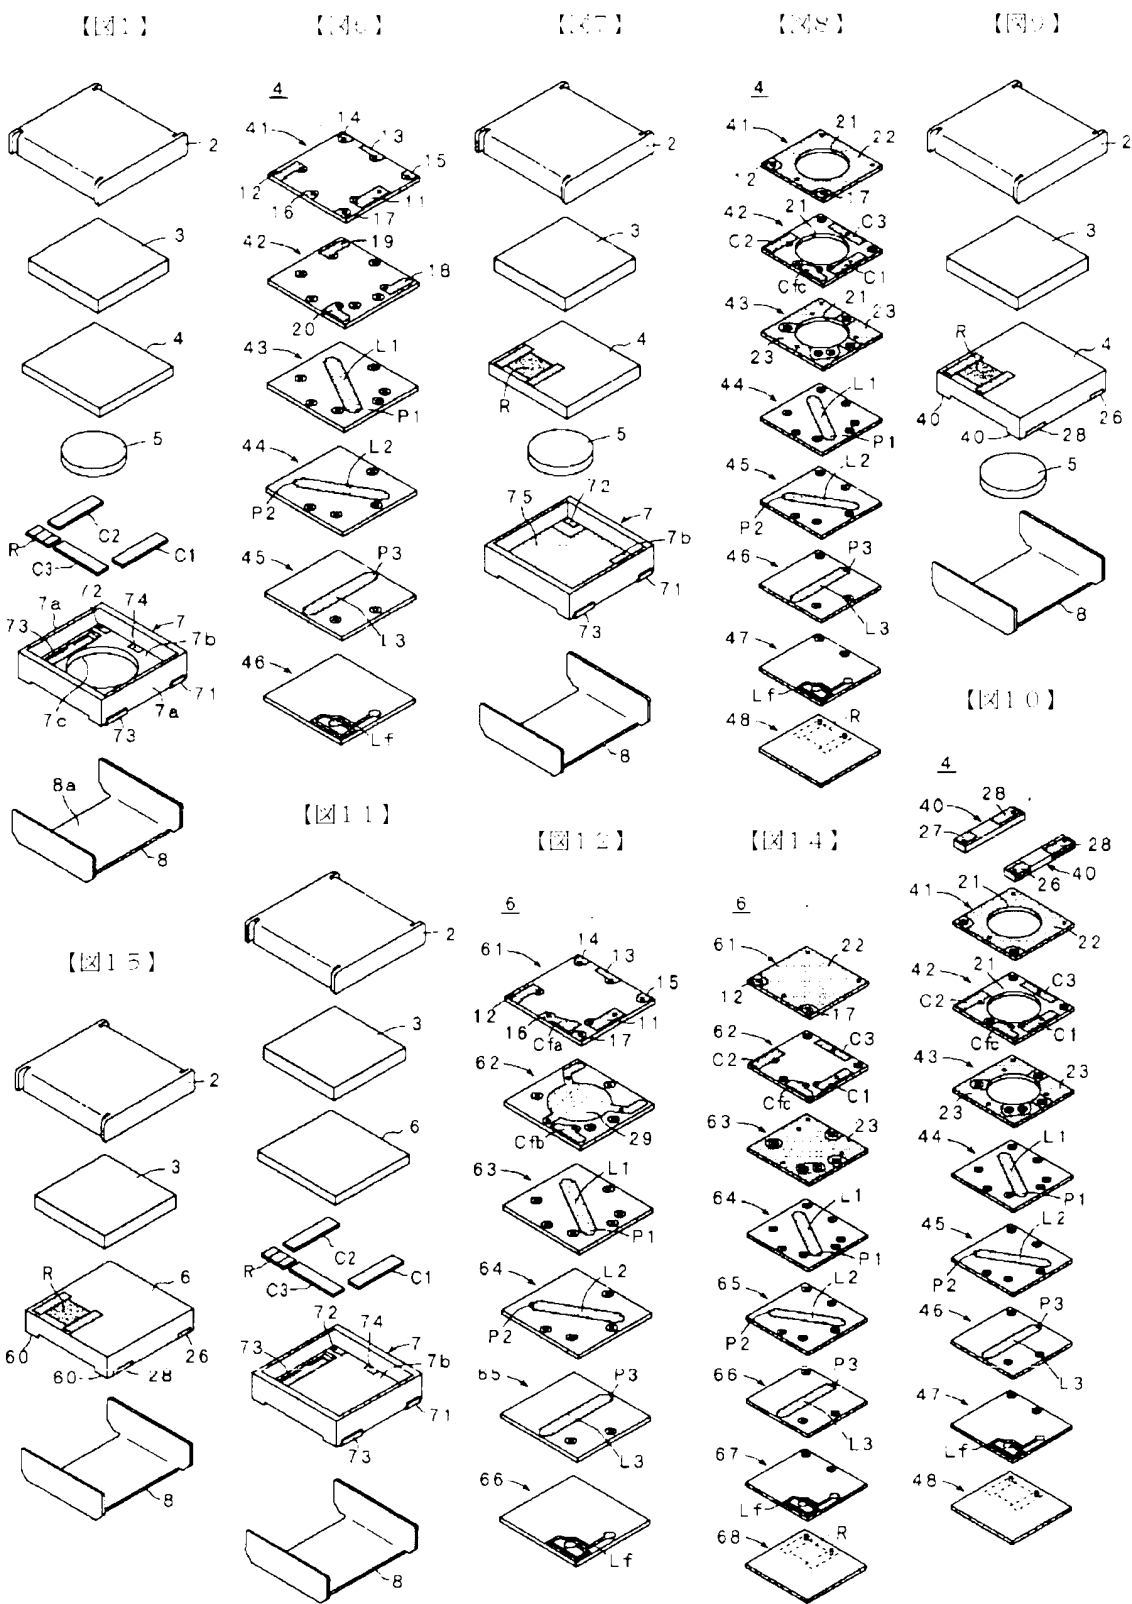 【図1】
2
3
4
5
C2
R
C3
C1
72
7a
74
73
7
7b
71
7c
7a
73
8a
8
【図6】
4
41
14
13
15
12
16
17
11
42
19
18
20
43
L1
P1
44
L2
P2
45
P3
L3
46
Lf
【図7】
2
3
4
R
5
75
72
7
7b
71
73
8
【図8】
4
41
21
22
12
17
42
21
C3
C2
Cfc
C1
43
21
23
23
44
L1
P1
45
L2
P2
46
P3
L3
47
Lf
48
R
【図9】
2
3
R
4
40
40
28
26
5
8
【図10】
4
40
28
27
28
26
40
41
21
22
42
21
C3
C2
Cfc
C1
43
23
23
44
L1
P1
45
L2
P2
46
P3
L3
47
Lf
48
【図11】
2
3
6
C2
R
C3
C1
72
74
73
7
7b
71
73
8
【図12】
6
61
14
13
15
12
16
11
Cfa
17
62
Cfb
29
63
L1
P1
64
L2
P2
65
P3
L3
66
Lf
【図14】
6
61
22
12
17
62
C3
C2
Cfc
C1
63
23
64
L1
P1
65
L2
P2
66
P3
L3
67
Lf
68
R
【図15】
2
3
R
6
60
60
28
26
8